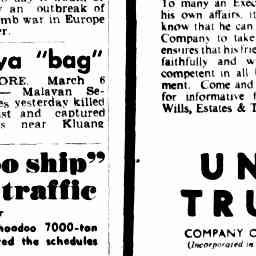 y an outbreak of
mb war in Europe
r.
ya "bag"
ORE, March 6
— Malayan Se-
es yesterday killed
ist and captured
s near Kluang
o ship"
traffic
r
hoodoo 7000-ton
red the schedules
To many an Exec
his own affairs, it
know that he can
Company to take
ensures that his frie
faithfully and w
competent in all b
ment. Come and
for informative f
Wills, Estates & T
UN
TRU
COMPANY O
(Incorporated in